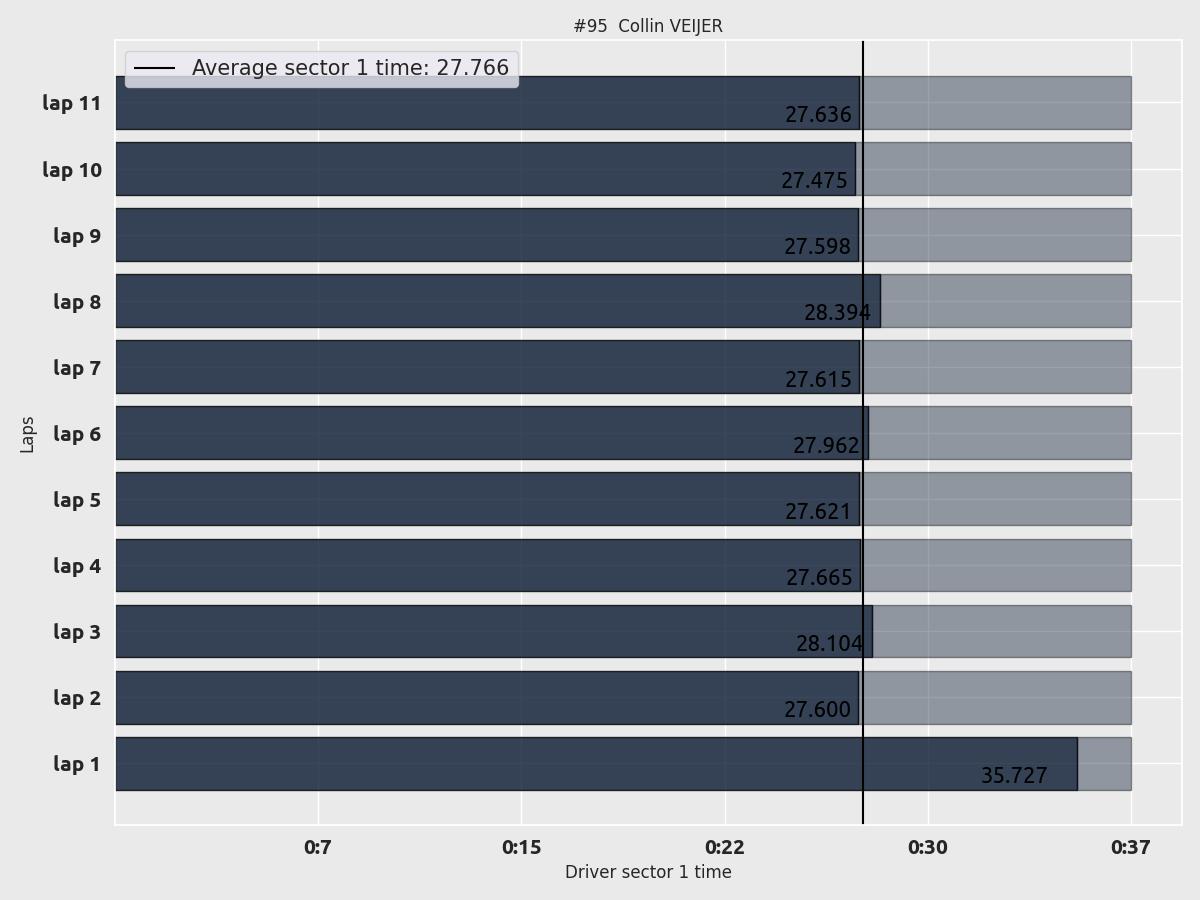 #95  Collin VEIJER
Average sector 1 time: 27.766
lap 11
27.636
lap 10
27.475
lap 9
27.598
lap 8
28.394
lap 7
27.615
lap 6
27.962
lap 5
27.621
lap 4
27.665
lap 3
28.104
lap 2
27.600
lap 1
35.727
Laps
0:7 0:15 0:22 0:30 0:37
Driver sector 1 time